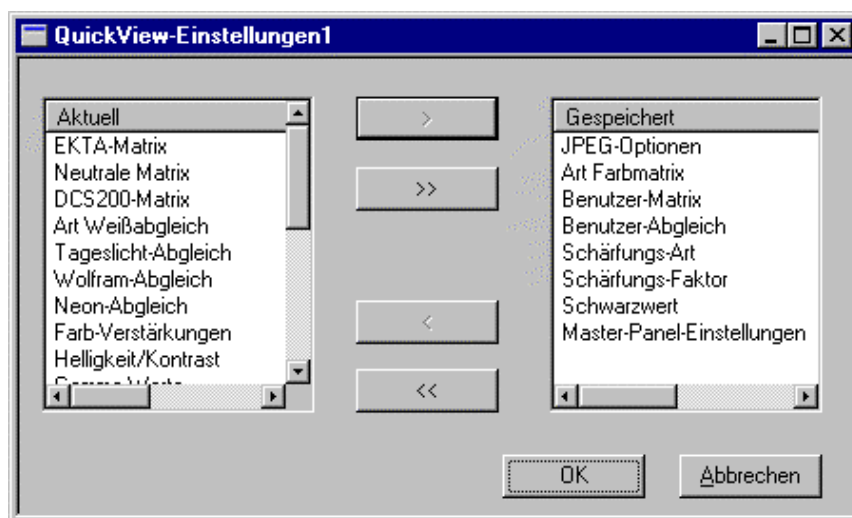 QuickView-Einstellungen1
Aktuell
EKTA-Matrix
Neutrale Matrix
DCS200-Matrix
Art Weißabgleich
Tageslicht-Abgleich
Wolfram-Abgleich
Neon-Abgleich
Farb-Verstärkungen
Helligkeit/Kontrast
>
>>
<
<<
Gespeichert
JPEG-Optionen
Art Farbmatrix
Benutzer-Matrix
Benutzer-Abgleich
Schärfungs-Art
Schärfungs-Faktor
Schwarzwert
Master-Panel-Einstellungen
OK
Abbrechen